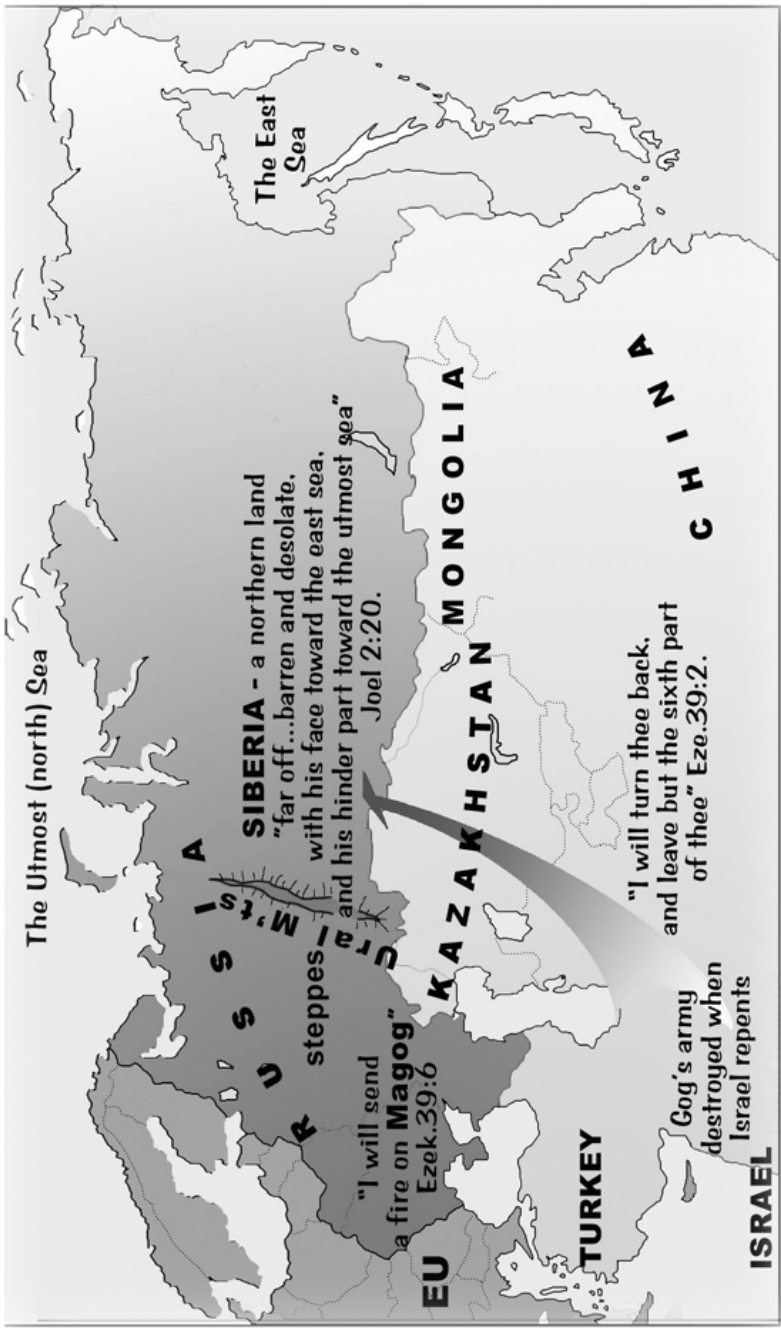 The Utmost (north) Sea
The East
Sea
RUSSIA
Ural M'ts
steppes
SIBERIA - a northern land
"far off...barren and desolate,
with his face toward the east sea,
and his hinder part toward the utmost sea"
Joel 2:20.
"I will send
a fire on Magog"
Ezek.39:6
EU
KAZAKHSTAN
MONGOLIA
CHINA
TURKEY
"I will turn thee back,
and leave but the sixth part
of thee" Eze.39:2.
Gog's army
destroyed when
Israel repents
ISRAEL